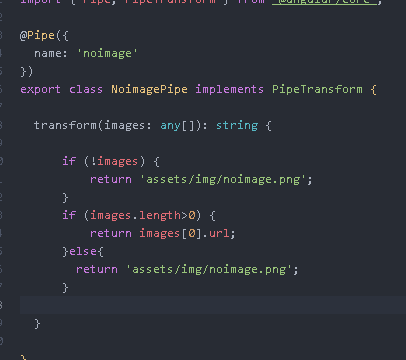 import { Pipe, PipeTransform } from '@angular/core';
@Pipe({
  name: 'noimage'
})
export class NoimagePipe implements PipeTransform {
  transform(images: any[]): string {
      if (!images) {
          return 'assets/img/noimage.png';
      }
      if (images.length>0) {
          return images[0].url;
      }else{
        return 'assets/img/noimage.png';
      }
  }
}